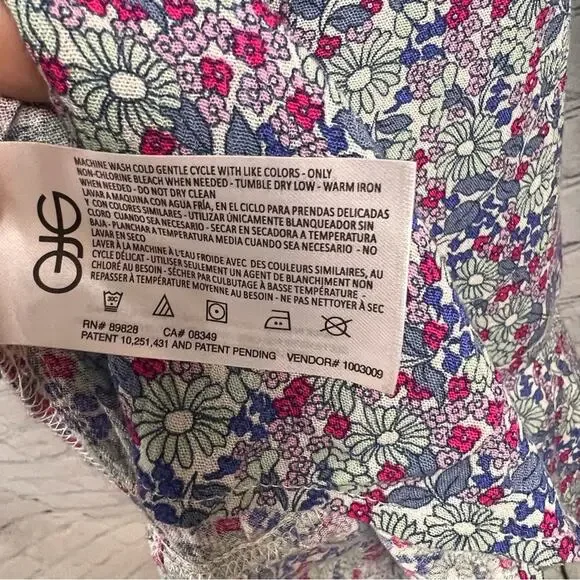 MACHINE WASH COLD GENTLE CYCLE WITH LIKE COLORS - ONLY
NON-CHLORINE BLEACH WHEN NEEDED - TUMBLE DRY LOW - WARM IRON
WHEN NEEDED - DO NOT DRY CLEAN
LAVAR A MAQUINA CON AGUA FRÍA, EN EL CICLO PARA PRENDAS DELICADAS
Y CON COLORES SIMILARES - UTILIZAR ÚNICAMENTE BLANQUEADOR SIN
CLORO CUANDO SEA NECESARIO - SECAR EN SECADORA A TEMPERATURA
BAJA - PLANCHAR A TEMPERATURA MEDIA CUANDO SEA NECESARIO - NO
LAVAR EN SECO
LAVER À LA MACHINE À L'EAU FROIDE AVEC DES COULEURS SIMILAIRES, AU
CYCLE DÉLICAT - UTILISER SEULEMENT UN AGENT DE BLANCHIMENT NON
CHLORÉ AU BESOIN - SÉCHER PAR CULBUTAGE À BASSE TEMPÉRATURE -
REPASSER À TEMPÉRATURE MOYENNE AU BESOIN - NE PAS NETTOYER À SEC
30°
RN# 89828 CA# 08349
PATENT 10,251,431 AND PATENT PENDING VENDOR# 1003009